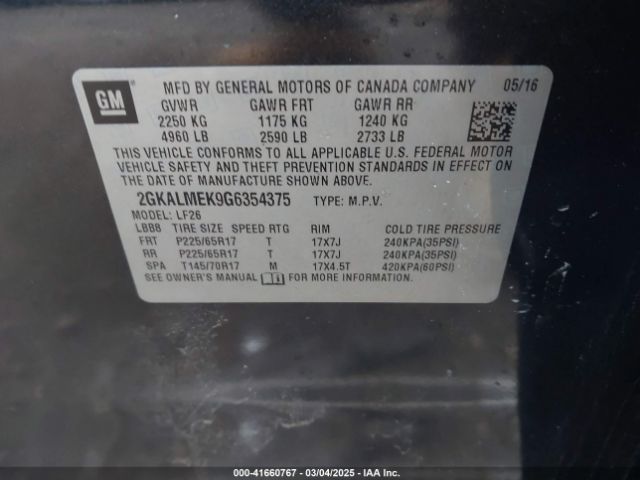 GM
MFD BY GENERAL MOTORS OF CANADA COMPANY 05/16
GVWR GAWR FRT GAWR RR
2250 KG 1175 KG 1240 KG
4960 LB 2590 LB 2733 LB
THIS VEHICLE CONFORMS TO ALL APPLICABLE U.S. FEDERAL MOTOR
VEHICLE SAFETY AND THEFT PREVENTION STANDARDS IN EFFECT ON
THE DATE OF MANUFACTURE SHOWN ABOVE.
2GKALMEK9G6354375 TYPE: M.P.V.
MODEL: LF26
LBB8 TIRE SIZE SPEED RTG RIM COLD TIRE PRESSURE
FRT P225/65R17 T 17X7J 240KPA(35PSI)
RR P225/65R17 T 17X7J 240KPA(35PSI)
SPA T145/70R17 M 17X4.5T 420KPA(60PSI)
SEE OWNER'S MANUAL FOR MORE INFORMATION
000-41660767 - 03/04/2025 - IAA Inc.